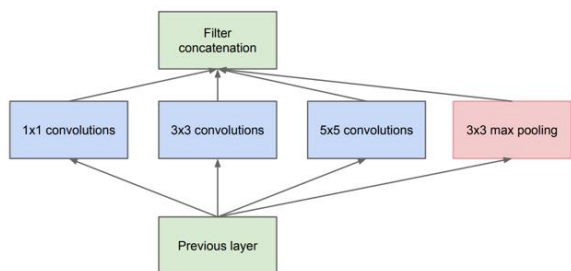 Filter
concatenation
1x1 convolutions
3x3 convolutions
5x5 convolutions
3x3 max pooling
Previous layer